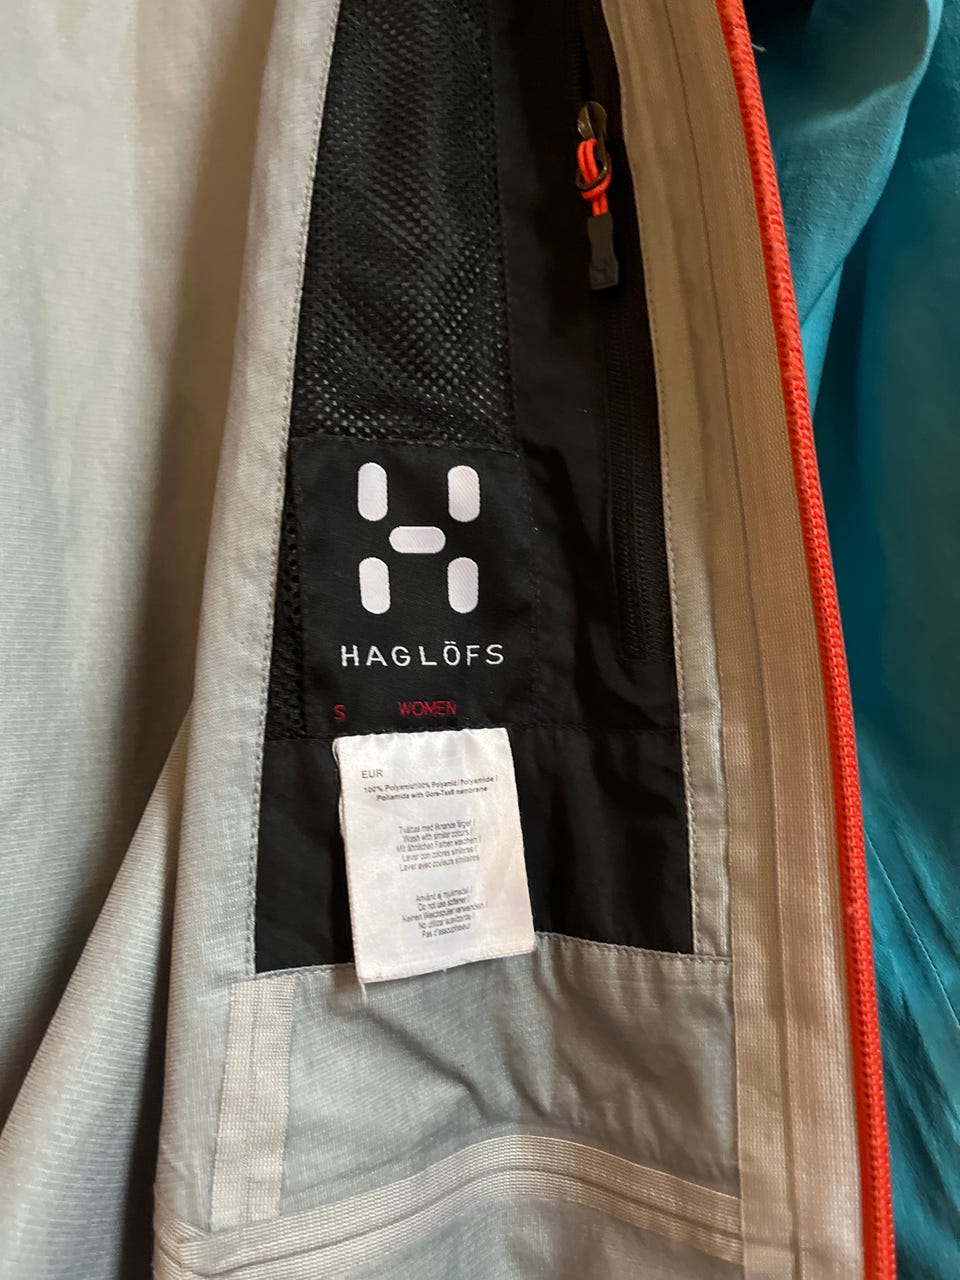 HAGLÖFS
S WOMEN
EUR
100% Polyamid/100% Polyamid / Polyamide /
Poliamida with Gore-Tex® membrane
Tvättas med liknande färger /
Wash with similar colours /
Mit ähnlichen Farben waschen /
Lavar con colores similares /
Laver avec couleurs similaires
Använd ej mjukmedel /
Do not use softener /
Keinen Weichspüler verwenden /
No utilizar suavizante /
Pas d'assouplisseur